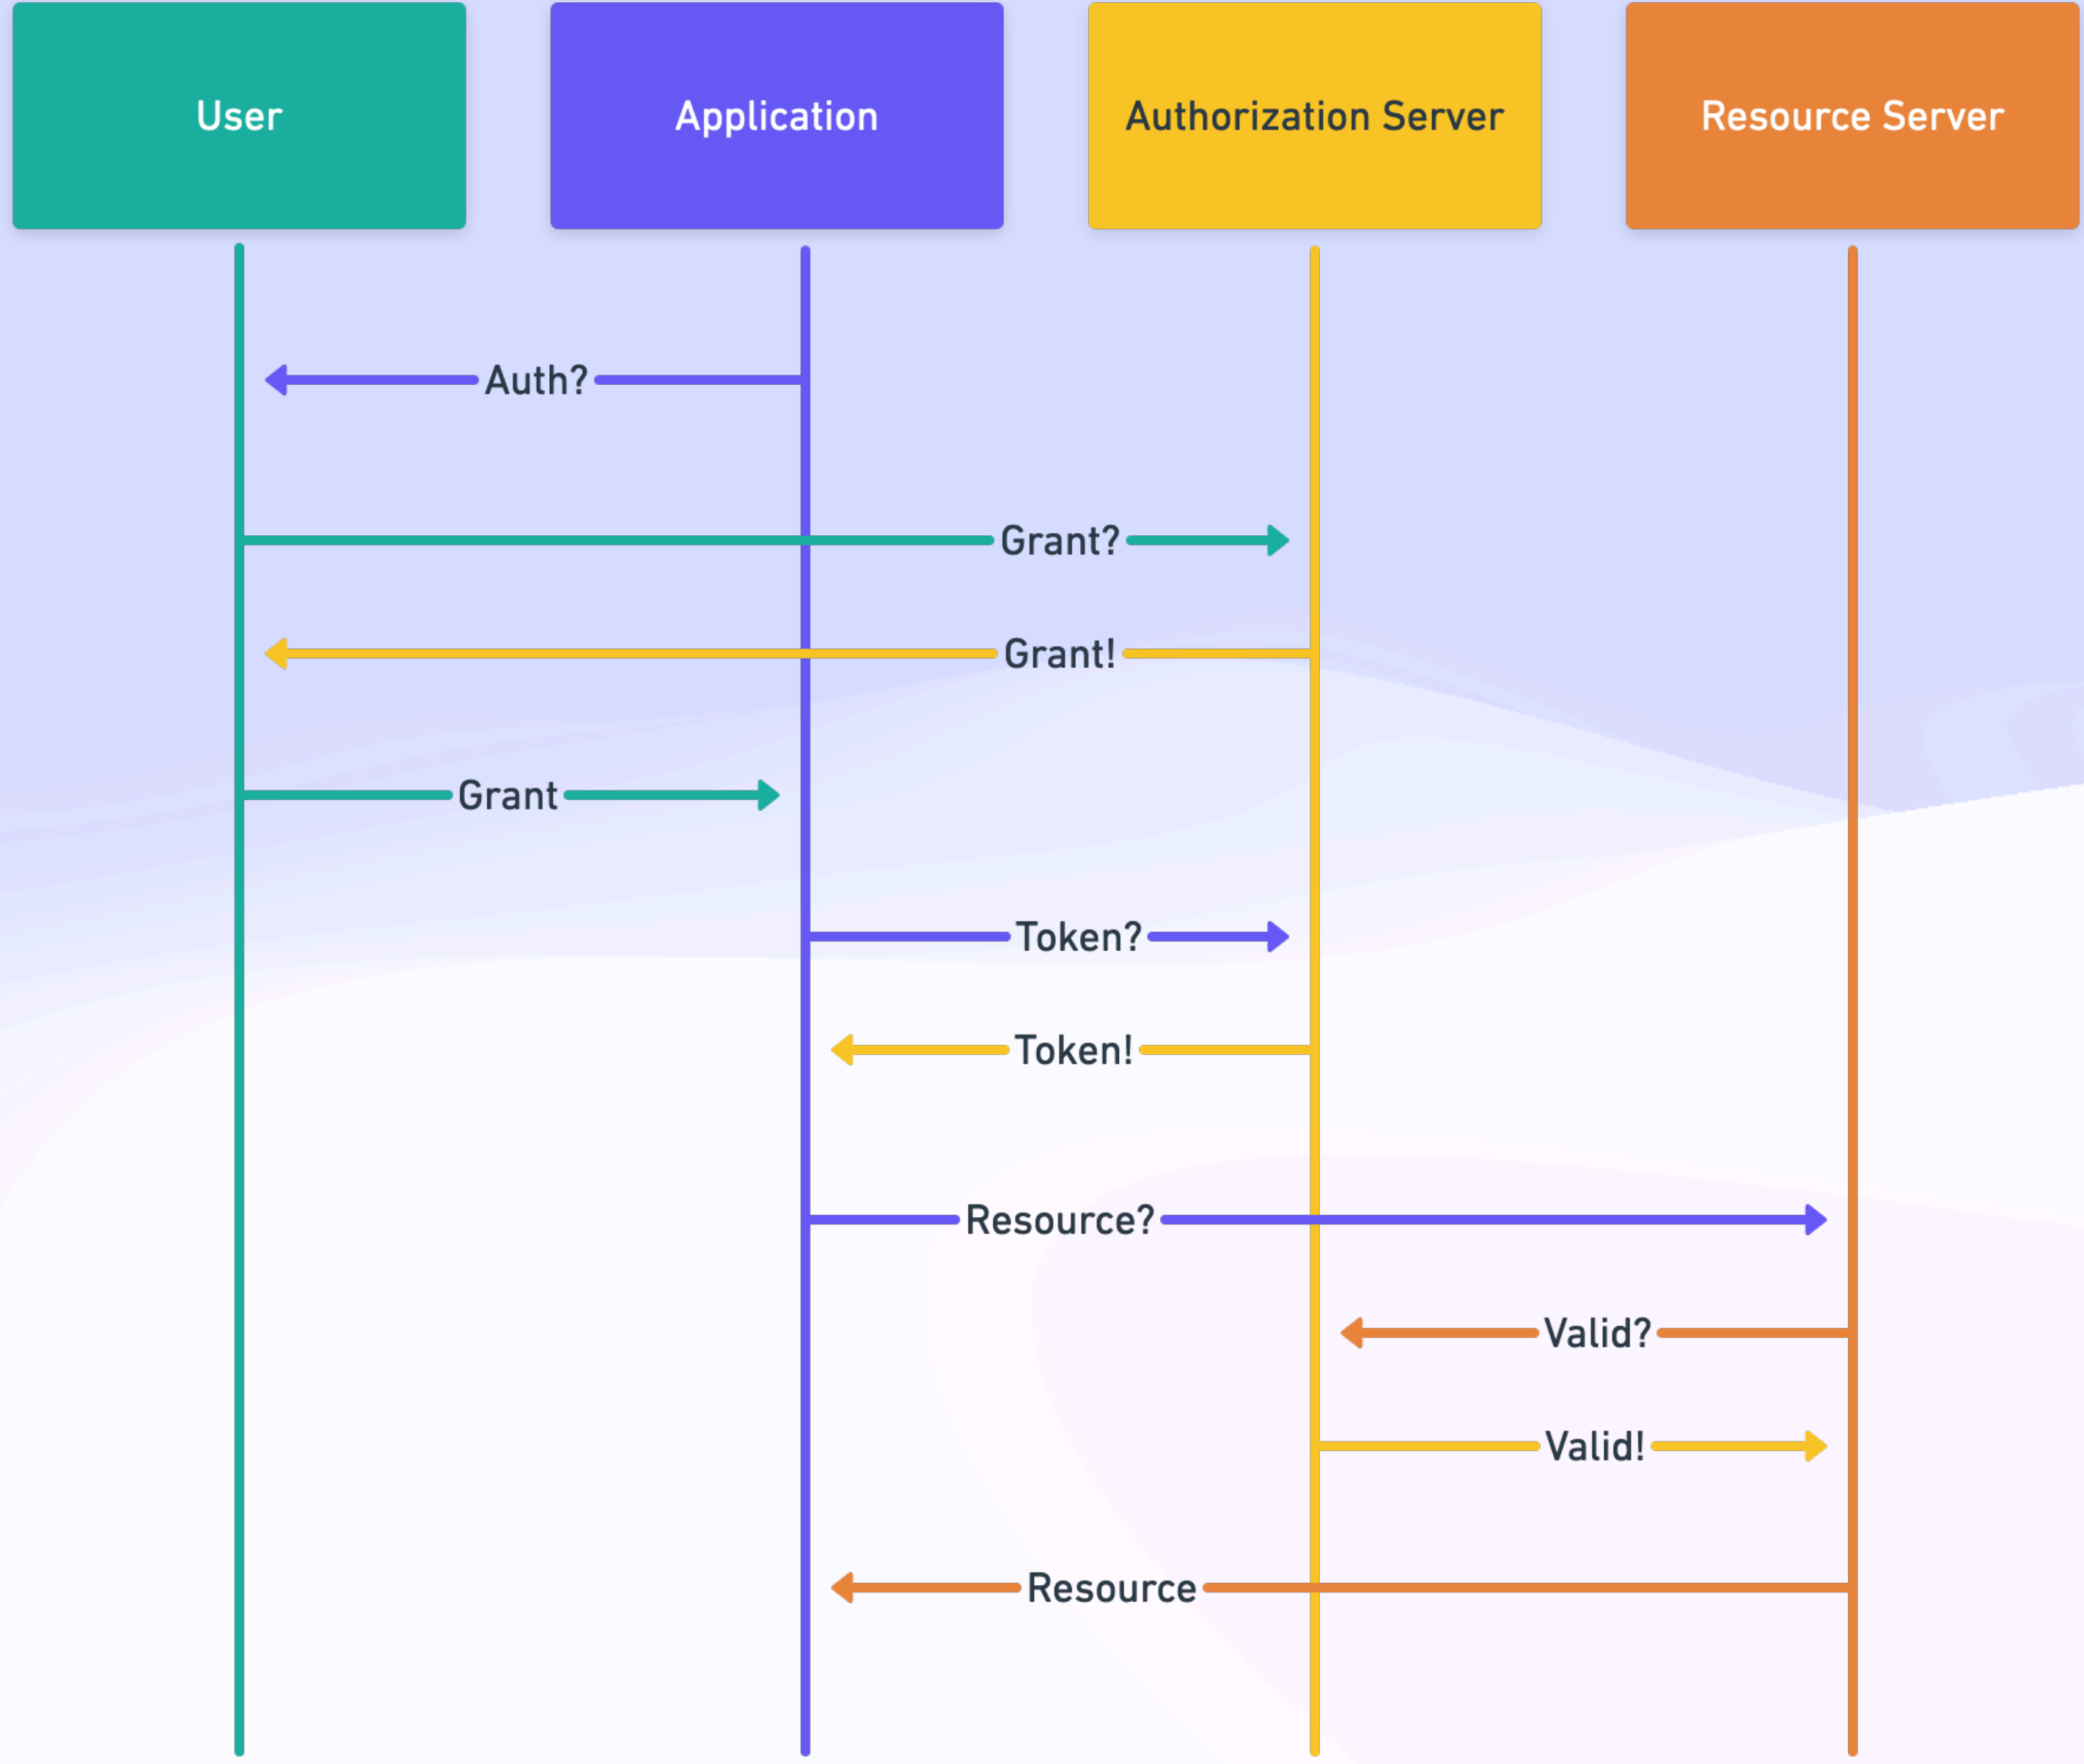 User
Application
Authorization Server
Resource Server
Auth?
Grant?
Grant!
Grant
Token?
Token!
Resource?
Valid?
Valid!
Resource